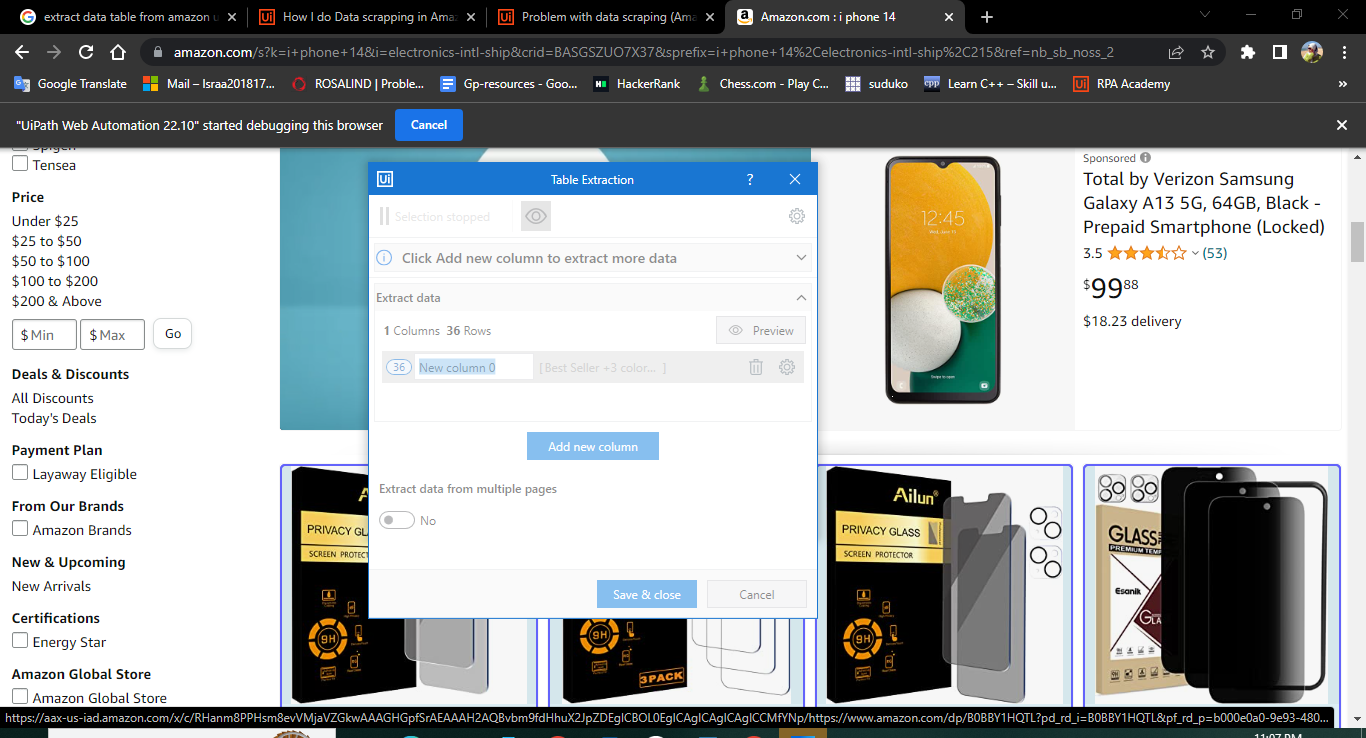 extract data table from amazon u
How I do Data scrapping in Ama
Problem with data scraping (Ama
Amazon.com : i phone 14
amazon.com/s?k=i+phone+14&i=electronics-intl-ship&crid=BASGSZUO7X37&sprefix=i+phone+14%2Celectronics-intl-ship%2C215&ref=nb_sb_noss_2
Google Translate
Mail – Israa201817...
ROSALIND | Proble...
Gp-resources - Goo...
HackerRank
Chess.com - Play C...
suduko
Learn C++ – Skill u...
RPA Academy
»
"UiPath Web Automation 22.10" started debugging this browser
Cancel
Spigen
Tensea
Price
Under $25
$25 to $50
$50 to $100
$100 to $200
$200 & Above
$ Min
$ Max
Go
Deals & Discounts
All Discounts
Today's Deals
Payment Plan
Layaway Eligible
From Our Brands
Amazon Brands
New & Upcoming
New Arrivals
Certifications
Energy Star
Amazon Global Store
Amazon Global Store
Ui
Table Extraction
?
Selection stopped
Click Add new column to extract more data
Extract data
1 Columns 36 Rows
Preview
36
New column 0
[ Best Seller +3 color... ]
Add new column
Extract data from multiple pages
No
Save & close
Cancel
12:45
Sponsored
Total by Verizon Samsung
Galaxy A13 5G, 64GB, Black -
Prepaid Smartphone (Locked)
3.5
(53)
$9988
$18.23 delivery
PRIVACY GLASS
SCREEN PROTECT
9H
9H
3 PACK
Ailun®
PRIVACY GLASS
SCREEN PROTECTOR
9H
GLASS
PREMIUM TEMP
Esanik
GLA
https://aax-us-iad.amazon.com/x/c/RHanm8PPHsm8evVMjaVZGkwAAAGHGpfSrAEAAAH2AQBvbm9fdHhuX2JpZDEgICBOL0EgICAgICAgICAgICCMfYNp/https://www.amazon.com/dp/B0BBY1HQTL?pd_rd_i=B0BBY1HQTL&pf_rd_p=b000e0a0-9e93-480...
11:07 PM